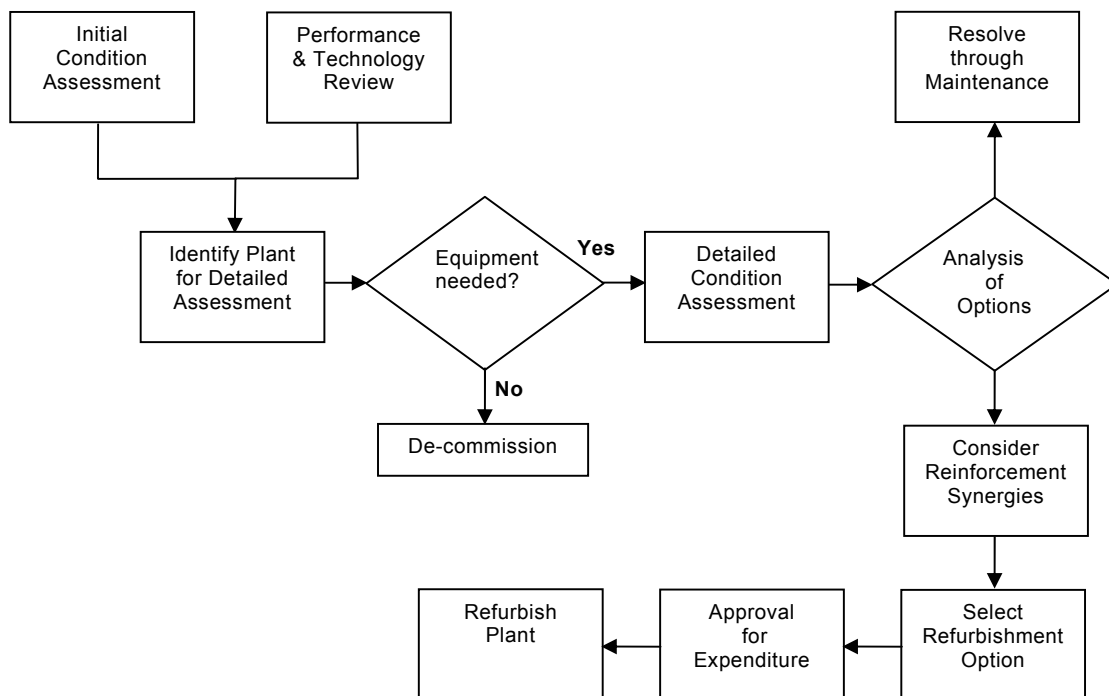 Initial
Condition
Assessment
Performance
& Technology
Review
Resolve
through
Maintenance
Identify Plant
for Detailed
Assessment
Equipment
needed?
Yes
No
De-commission
Detailed
Condition
Assessment
Analysis
of
Options
Consider
Reinforcement
Synergies
Select
Refurbishment
Option
Approval
for
Expenditure
Refurbish
Plant